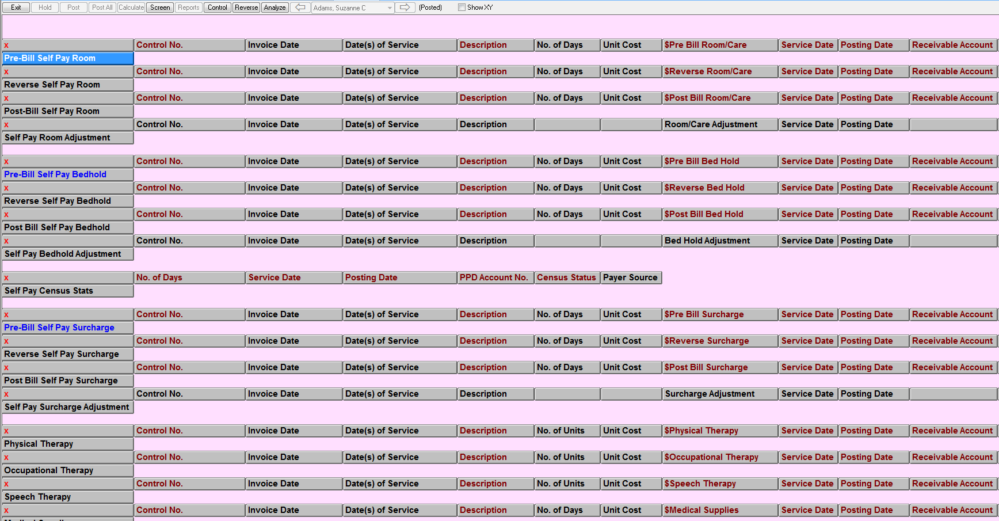 Exit Hold Post Post All Calculate Screen Reports Control Reverse Analyze Adams, Suzanne C (Posted) Show XY
x Control No. Invoice Date Date(s) of Service Description No. of Days Unit Cost $Pre Bill Room/Care Service Date Posting Date Receivable Account
Pre-Bill Self Pay Room
x Control No. Invoice Date Date(s) of Service Description No. of Days Unit Cost $Reverse Room/Care Service Date Posting Date Receivable Account
Reverse Self Pay Room
x Control No. Invoice Date Date(s) of Service Description No. of Days Unit Cost $Post Bill Room/Care Service Date Posting Date Receivable Account
Post-Bill Self Pay Room
x Control No. Invoice Date Date(s) of Service Description Room/Care Adjustment Service Date Posting Date
Self Pay Room Adjustment
x Control No. Invoice Date Date(s) of Service Description No. of Days Unit Cost $Pre Bill Bed Hold Service Date Posting Date Receivable Account
Pre-Bill Self Pay Bedhold
x Control No. Invoice Date Date(s) of Service Description No. of Days Unit Cost $Reverse Bed Hold Service Date Posting Date Receivable Account
Reverse Self Pay Bedhold
x Control No. Invoice Date Date(s) of Service Description No. of Days Unit Cost $Post Bill Bed Hold Service Date Posting Date Receivable Account
Post Bill Self Pay Bedhold
x Control No. Invoice Date Date(s) of Service Description Bed Hold Adjustment Service Date Posting Date
Self Pay Bedhold Adjustment
x No. of Days Service Date Posting Date PPD Account No. Census Status Payer Source
Self Pay Census Stats
x Control No. Invoice Date Date(s) of Service Description No. of Days Unit Cost $Pre Bill Surcharge Service Date Posting Date Receivable Account
Pre-Bill Self Pay Surcharge
x Control No. Invoice Date Date(s) of Service Description No. of Days Unit Cost $Reverse Surcharge Service Date Posting Date Receivable Account
Reverse Self Pay Surcharge
x Control No. Invoice Date Date(s) of Service Description No. of Days Unit Cost $Post Bill Surcharge Service Date Posting Date Receivable Account
Post Bill Self Pay Surcharge
x Control No. Invoice Date Date(s) of Service Description Surcharge Adjustment Service Date Posting Date
Self Pay Surcharge Adjustment
x Control No. Invoice Date Date(s) of Service Description No. of Units Unit Cost $Physical Therapy Service Date Posting Date Receivable Account
Physical Therapy
x Control No. Invoice Date Date(s) of Service Description No. of Units Unit Cost $Occupational Therapy Service Date Posting Date Receivable Account
Occupational Therapy
x Control No. Invoice Date Date(s) of Service Description No. of Units Unit Cost $Speech Therapy Service Date Posting Date Receivable Account
Speech Therapy
x Control No. Invoice Date Date(s) of Service Description No. of Days Unit Cost $Medical Supplies Service Date Posting Date Receivable Account